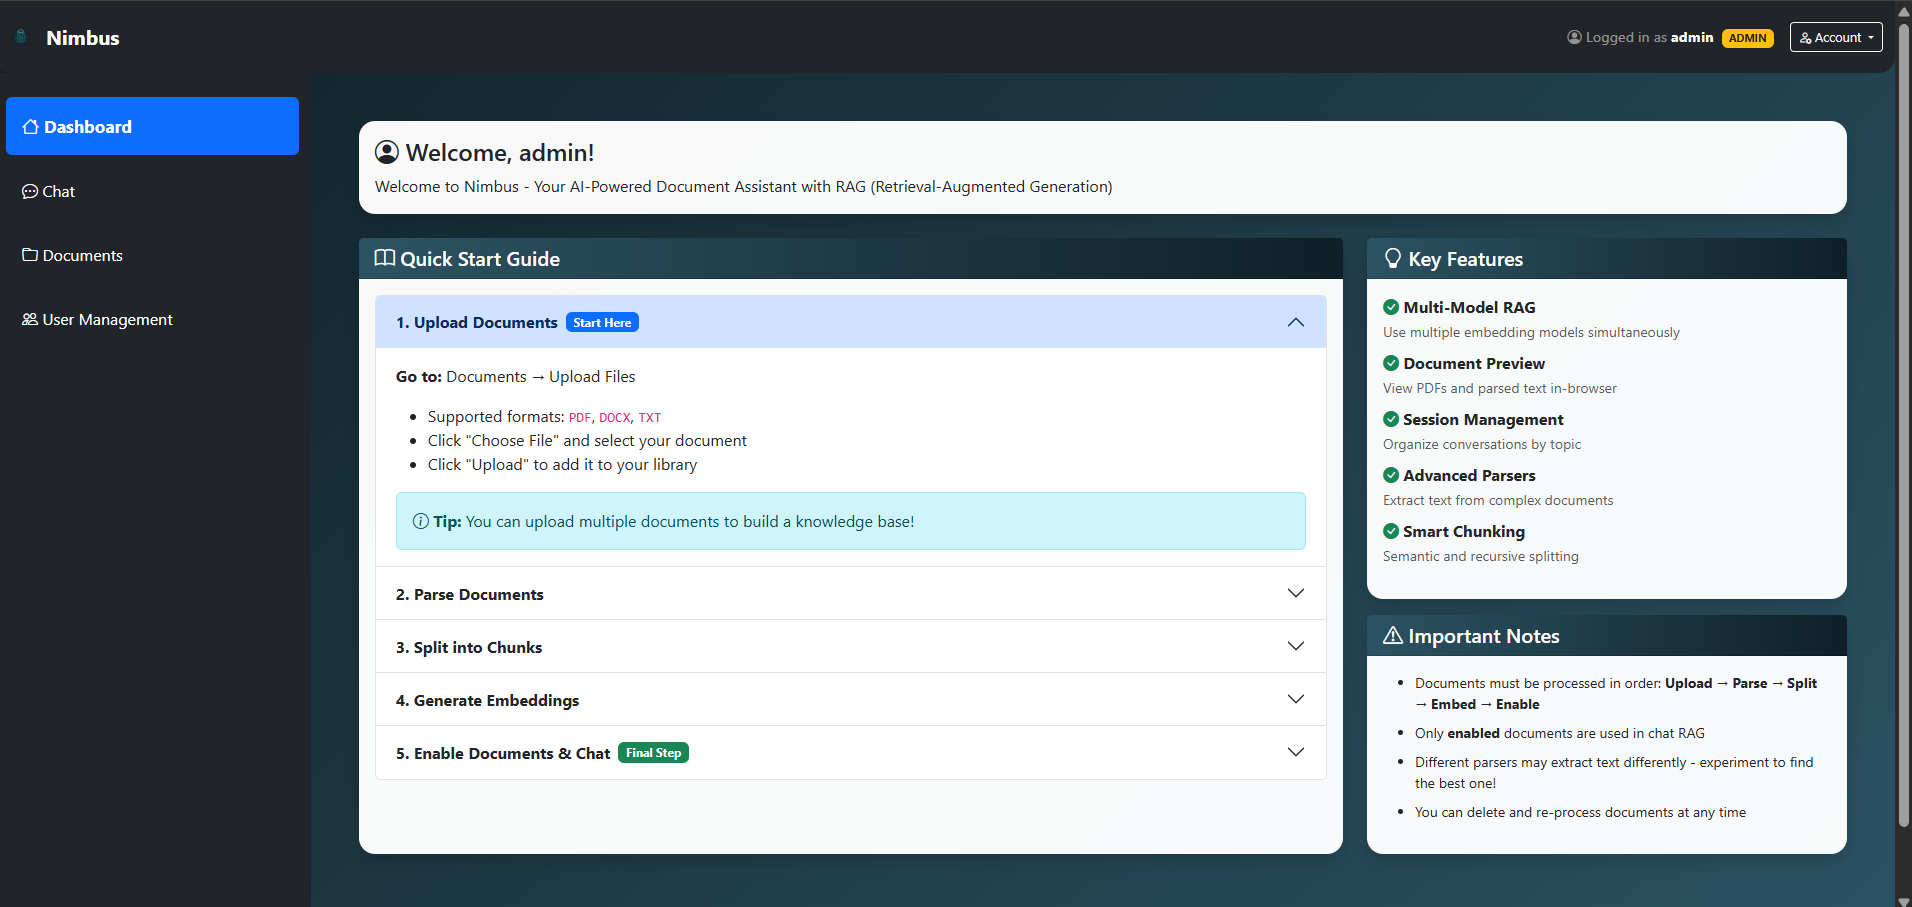 Nimbus
Logged in as admin ADMIN Account
Dashboard
Chat
Documents
User Management
Welcome, admin!
Welcome to Nimbus - Your AI-Powered Document Assistant with RAG (Retrieval-Augmented Generation)
Quick Start Guide
1. Upload Documents Start Here
Go to: Documents → Upload Files
• Supported formats: PDF, DOCX, TXT
• Click "Choose File" and select your document
• Click "Upload" to add it to your library
Tip: You can upload multiple documents to build a knowledge base!
2. Parse Documents
3. Split into Chunks
4. Generate Embeddings
5. Enable Documents & Chat Final Step
Key Features
Multi-Model RAG
Use multiple embedding models simultaneously
Document Preview
View PDFs and parsed text in-browser
Session Management
Organize conversations by topic
Advanced Parsers
Extract text from complex documents
Smart Chunking
Semantic and recursive splitting
Important Notes
• Documents must be processed in order: Upload → Parse → Split
→ Embed → Enable
• Only enabled documents are used in chat RAG
• Different parsers may extract text differently - experiment to find
the best one!
• You can delete and re-process documents at any time